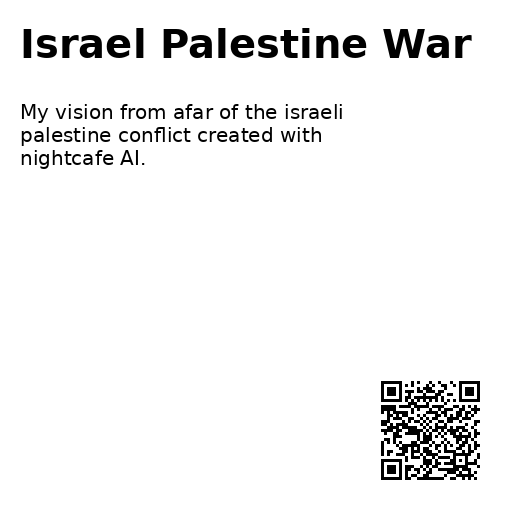 Israel Palestine War
My vision from afar of the israeli
palestine conflict created with
nightcafe AI.